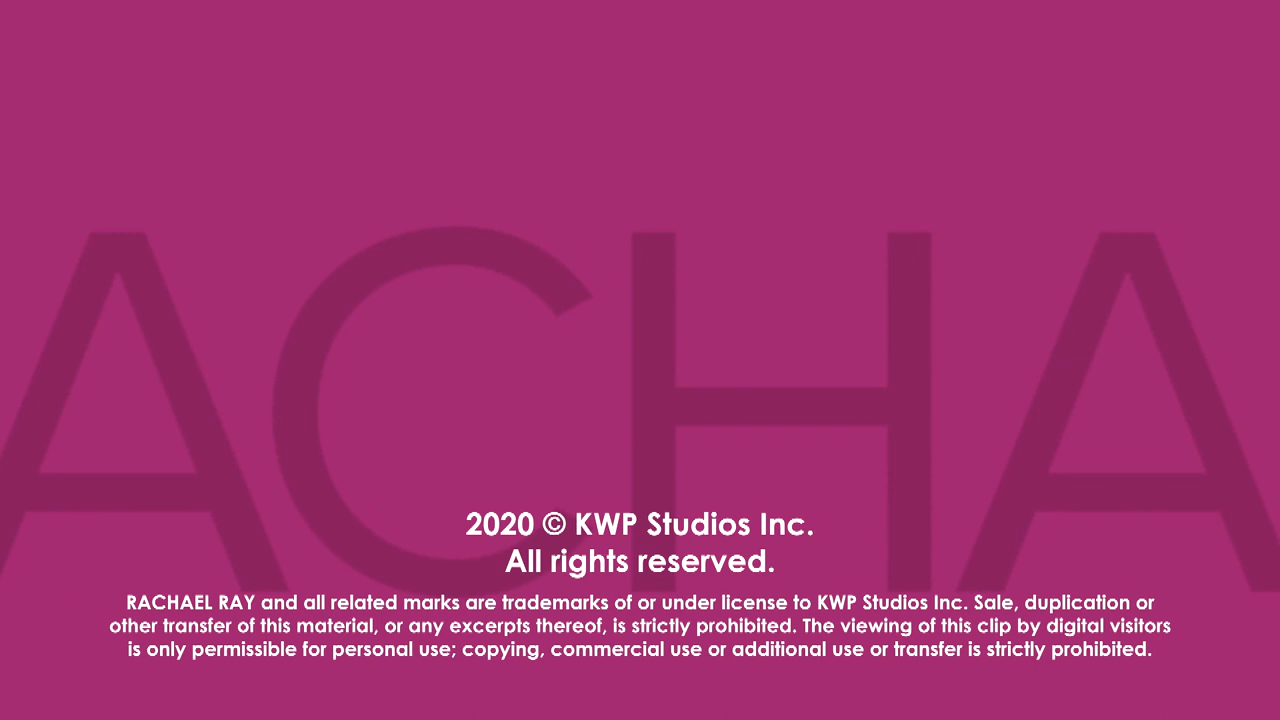 ACHA
2020 © KWP Studios Inc.
All rights reserved.
RACHAEL RAY and all related marks are trademarks of or under license to KWP Studios Inc. Sale, duplication or
other transfer of this material, or any excerpts thereof, is strictly prohibited. The viewing of this clip by digital visitors
is only permissible for personal use; copying, commercial use or additional use or transfer is strictly prohibited.